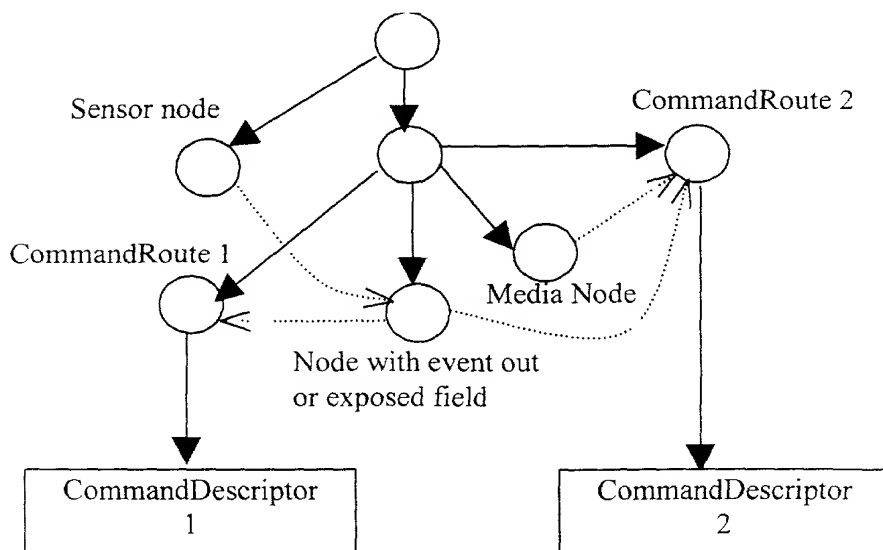 Sensor node
CommandRoute 2
CommandRoute 1
Media Node
Node with event out
or exposed field
CommandDescriptor
1
CommandDescriptor
2